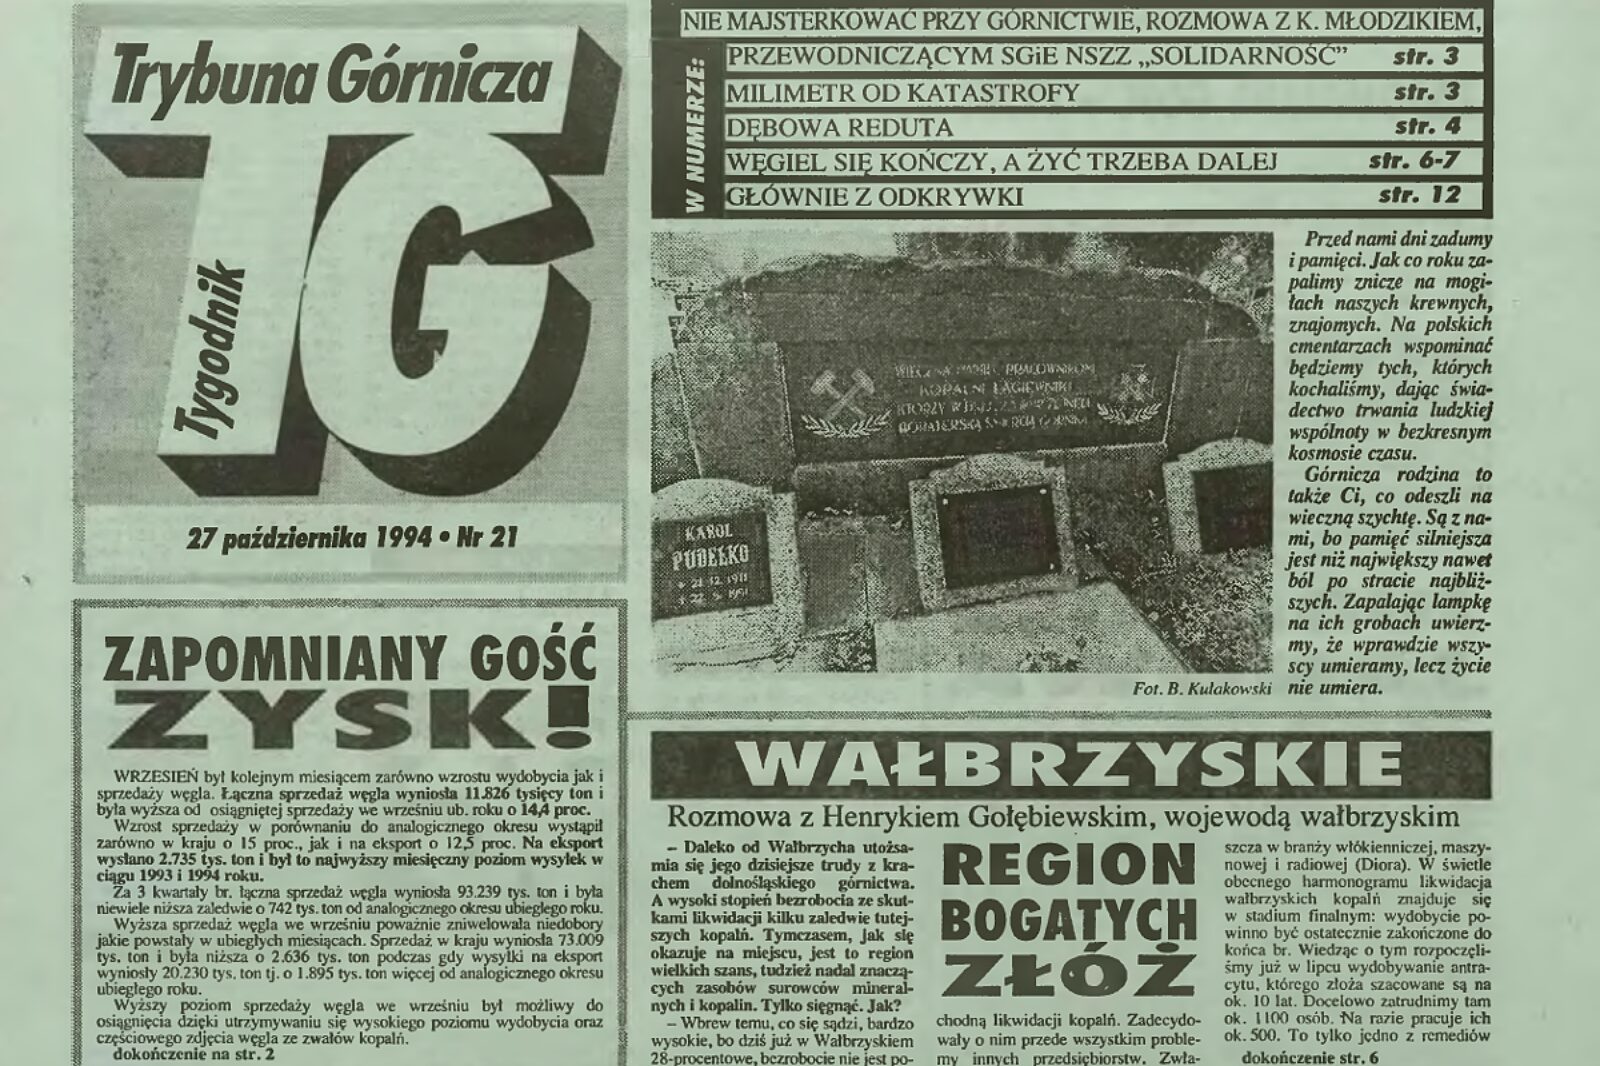 Trybuna Górnicza
TG
Tygodnik
27 października 1994 • Nr 21
W NUMERZE:
NIE MAJSTERKOWAĆ PRZY GÓRNICTWIE, ROZMOWA Z K. MŁODZIKIEM,
PRZEWODNICZĄCYM SGiE NSZZ „SOLIDARNOŚĆ” str. 3
MILIMETR OD KATASTROFY str. 3
DĘBOWA REDUTA str. 4
WĘGIEL SIĘ KOŃCZY, A ŻYĆ TRZEBA DALEJ str. 6-7
GŁÓWNIE Z ODKRYWKI str. 12
PRACOWNIKOM
KOPALNI ŁAGIEWNIKI
KTÓRZY
KAROL
PUDEŁKO
Fot. B. Kułakowski
Przed nami dni zadumy
i pamięci. Jak co roku za-
palimy znicze na mogi-
łach naszych krewnych,
znajomych. Na polskich
cmentarzach wspominać
będziemy tych, których
kochaliśmy, dając świa-
dectwo trwania ludzkiej
wspólnoty w bezkresnym
kosmosie czasu.
Górnicza rodzina to
także Ci, co odeszli na
wieczną szychtę. Są z na-
mi, bo pamięć silniejsza
jest niż największy nawet
ból po stracie najbliż-
szych. Zapalając lampkę
na ich grobach uwierz-
my, że wprawdzie wszy-
scy umieramy, lecz życie
nie umiera.
ZAPOMNIANY GOŚĆ
ZYSK!
WRZESIEŃ był kolejnym miesiącem zarówno wzrostu wydobycia jak i
sprzedaży węgla. Łączna sprzedaż węgla wyniosła 11.826 tysięcy ton i
była wyższa od osiągniętej sprzedaży we wrześniu ub. roku o 14,4 proc.
Wzrost sprzedaży w porównaniu do analogicznego okresu wystąpił
zarówno w kraju o 15 proc., jak i na eksport o 12,5 proc. Na eksport
wysłano 2.735 tys. ton i był to najwyższy miesięczny poziom wysyłek w
ciągu 1993 i 1994 roku.
Za 3 kwartały br. łączna sprzedaż węgla wyniosła 93.239 tys. ton i była
niewiele niższa zaledwie o 742 tys. ton od analogicznego okresu ubiegłego roku.
Wyższa sprzedaż węgla we wrześniu poważnie zniwelowała niedobory
jakie powstały w ubiegłych miesiącach. Sprzedaż w kraju wyniosła 73.009
tys. ton i była niższa o 2.636 tys. ton podczas gdy wysyłki na eksport
wyniosły 20.230 tys. ton tj. o 1.895 tys. ton więcej od analogicznego okresu
ubiegłego roku.
Wyższy poziom sprzedaży węgla we wrześniu był możliwy do
osiągnięcia dzięki utrzymywaniu się wysokiego poziomu wydobycia oraz
częściowego zdjęcia węgla ze zwałów kopalń.
dokończenie na str. 2
WAŁBRZYSKIE
Rozmowa z Henrykiem Gołębiewskim, wojewodą wałbrzyskim
– Daleko od Wałbrzycha utożsa-
mia się jego dzisiejsze trudy z kra-
chem dolnośląskiego górnictwa.
A wysoki stopień bezrobocia ze skut-
kami likwidacji kilku zaledwie tutej-
szych kopalń. Tymczasem, jak się
okazuje na miejscu, jest to region
wielkich szans, tudzież nadal znaczą-
cych zasobów surowców mineral-
nych i kopalin. Tylko sięgnąć. Jak?
– Wbrew temu, co się sądzi, bardzo
wysokie, bo dziś już w Wałbrzyskiem
28-procentowe, bezrobocie nie jest po-
REGION
BOGATYCH
ZŁÓŻ
chodną likwidacji kopalń. Zadecydo-
wały o nim przede wszystkim proble-
my innych przedsiębiorstw. Zwła-
szcza w branży włókienniczej, maszy-
nowej i radiowej (Diora). W świetle
obecnego harmonogramu likwidacja
wałbrzyskich kopalń znajduje się
w stadium finalnym: wydobycie po-
winno być ostatecznie zakończone do
końca br. Wiedząc o tym rozpoczęli-
śmy już w lipcu wydobywanie antra-
cytu, którego złoża szacowane są na
ok. 10 lat. Docelowo zatrudnimy tam
ok. 1100 osób. Na razie pracuje ich
ok. 500. To tylko jedno z remediów
dokończenie str. 6